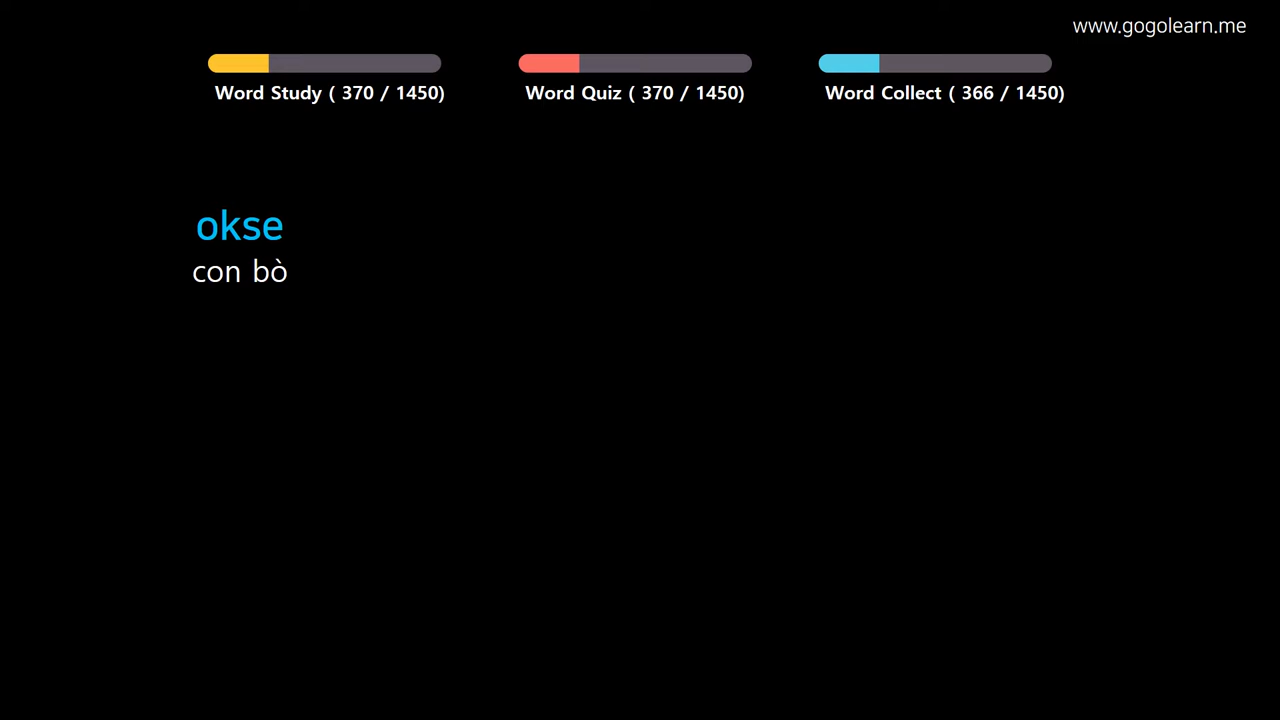 www.gogolearn.me
Word Study ( 370 / 1450)
Word Quiz ( 370 / 1450)
Word Collect ( 366 / 1450)
okse
con bò